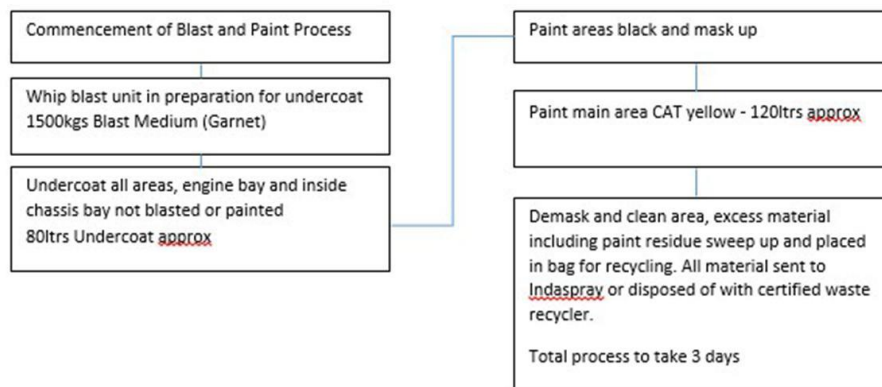 Commencement of Blast and Paint Process
Whip blast unit in preparation for undercoat
1500kgs Blast Medium (Garnet)
Undercoat all areas, engine bay and inside
chassis bay not blasted or painted
80ltrs Undercoat approx
Paint areas black and mask up
Paint main area CAT yellow - 120ltrs approx
Demask and clean area, excess material
including paint residue sweep up and placed
in bag for recycling. All material sent to
Indaspray or disposed of with certified waste
recycler.
Total process to take 3 days